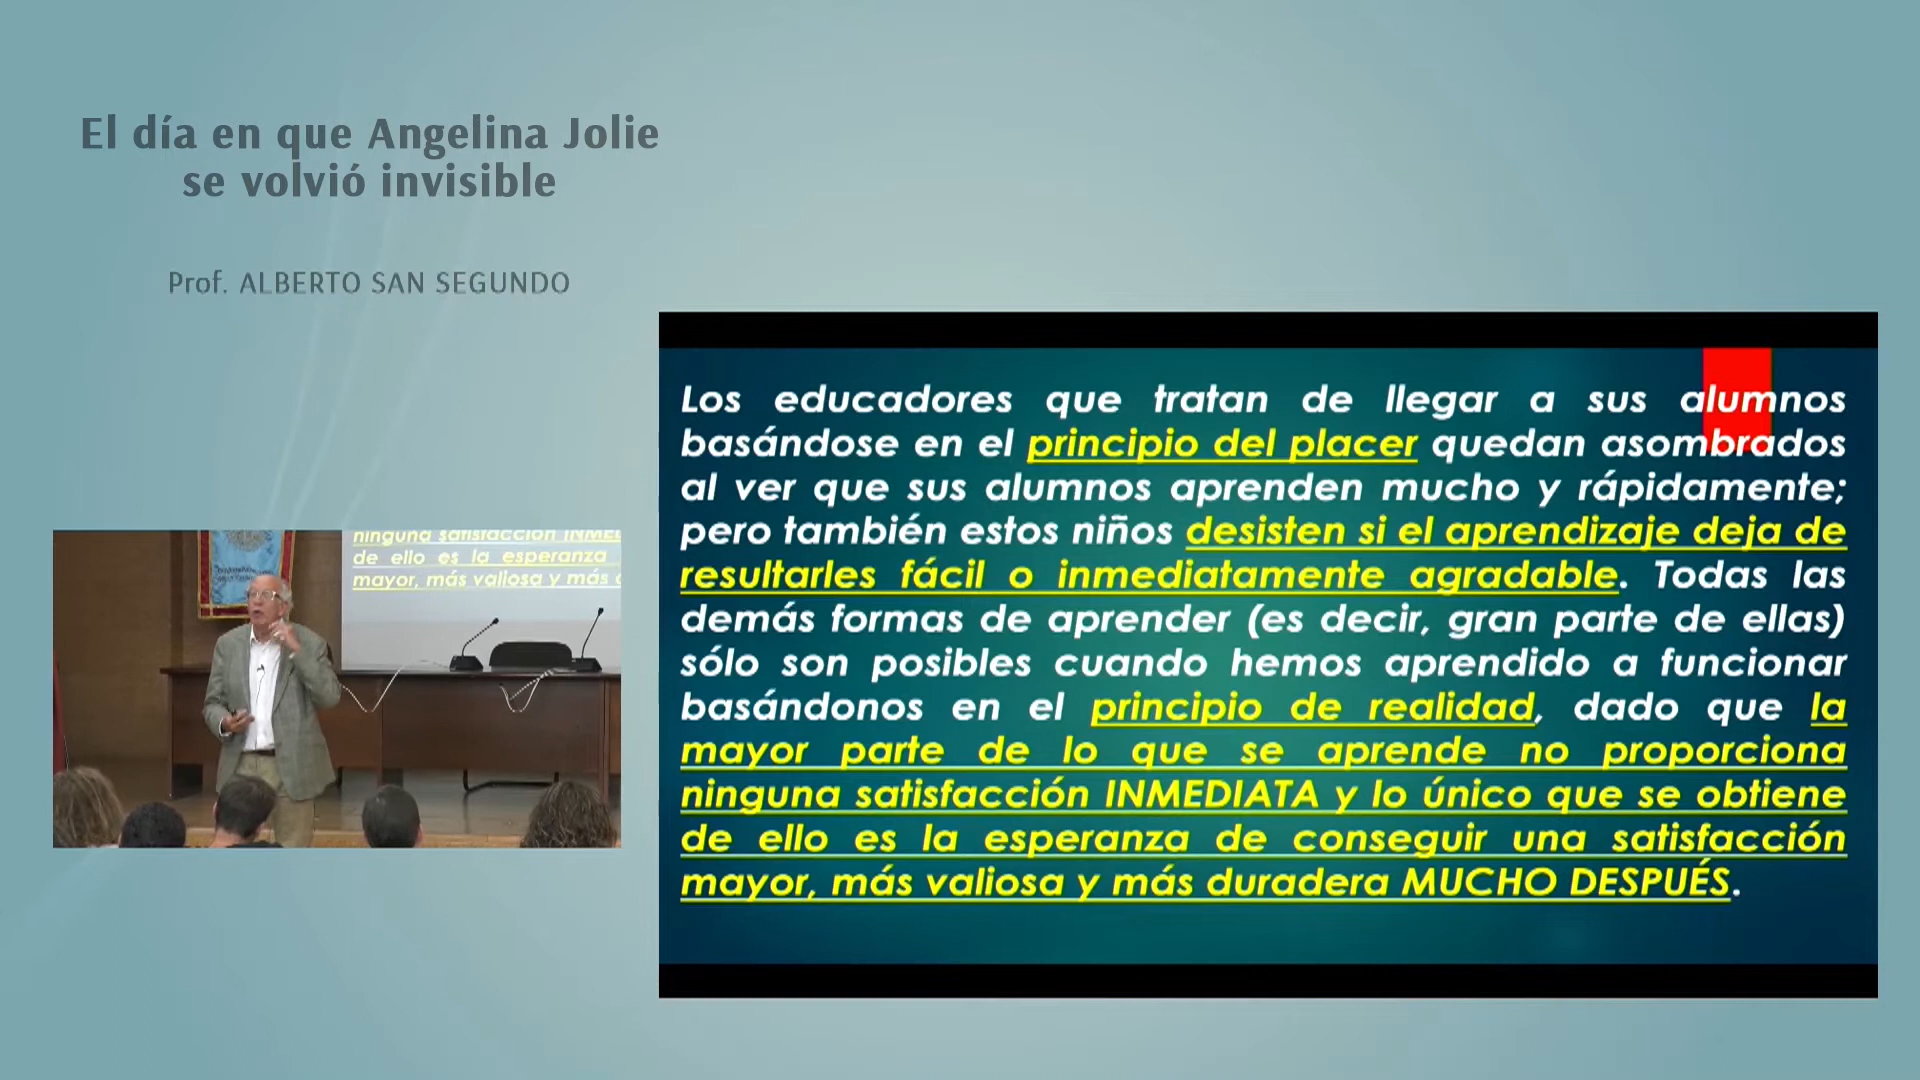 El día en que Angelina Jolie
se volvió invisible
Prof. ALBERTO SAN SEGUNDO
Los educadores que tratan de llegar a sus alumnos
basándose en el principio del placer quedan asombrados
al ver que sus alumnos aprenden mucho y rápidamente;
pero también estos niños desisten si el aprendizaje deja de
resultarles fácil o inmediatamente agradable. Todas las
demás formas de aprender (es decir, gran parte de ellas)
sólo son posibles cuando hemos aprendido a funcionar
basándonos en el principio de realidad, dado que la
mayor parte de lo que se aprende no proporciona
ninguna satisfacción INMEDIATA y lo único que se obtiene
de ello es la esperanza de conseguir una satisfacción
mayor, más valiosa y más duradera MUCHO DESPUÉS.
ninguna satisfacción INME
de ello es la esperanza
mayor, más valiosa y más